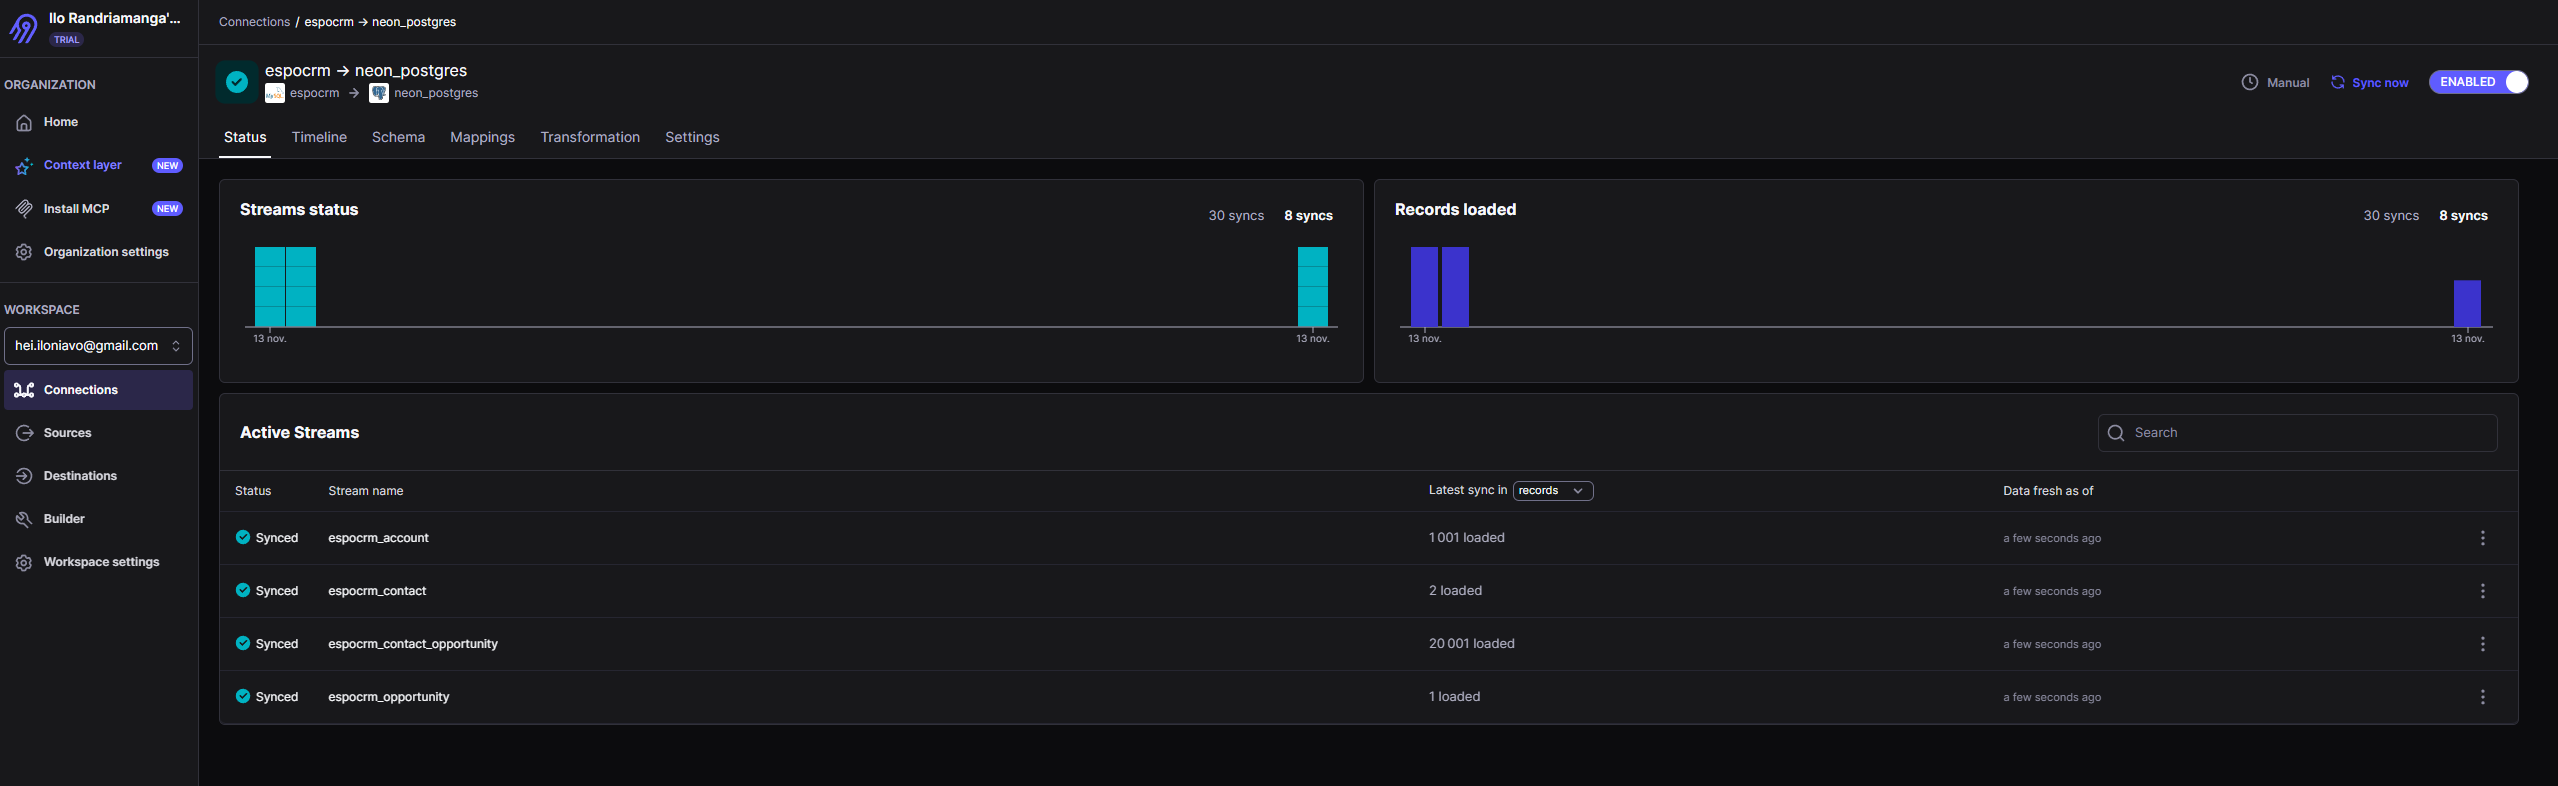 Ilo Randriamanga'...
TRIAL
ORGANIZATION
Home
Context layer NEW
Install MCP NEW
Organization settings
WORKSPACE
hei.iloniavo@gmail.com
Connections
Sources
Destinations
Builder
Workspace settings
Connections / espocrm → neon_postgres
espocrm → neon_postgres
MySQL espocrm → neon_postgres
Manual Sync now ENABLED
Status Timeline Schema Mappings Transformation Settings
Streams status
30 syncs 8 syncs
13 nov. 13 nov.
Records loaded
30 syncs 8 syncs
13 nov. 13 nov.
Active Streams
Search
Status Stream name Latest sync in records Data fresh as of
Synced espocrm_account 1 001 loaded a few seconds ago
Synced espocrm_contact 2 loaded a few seconds ago
Synced espocrm_contact_opportunity 20 001 loaded a few seconds ago
Synced espocrm_opportunity 1 loaded a few seconds ago